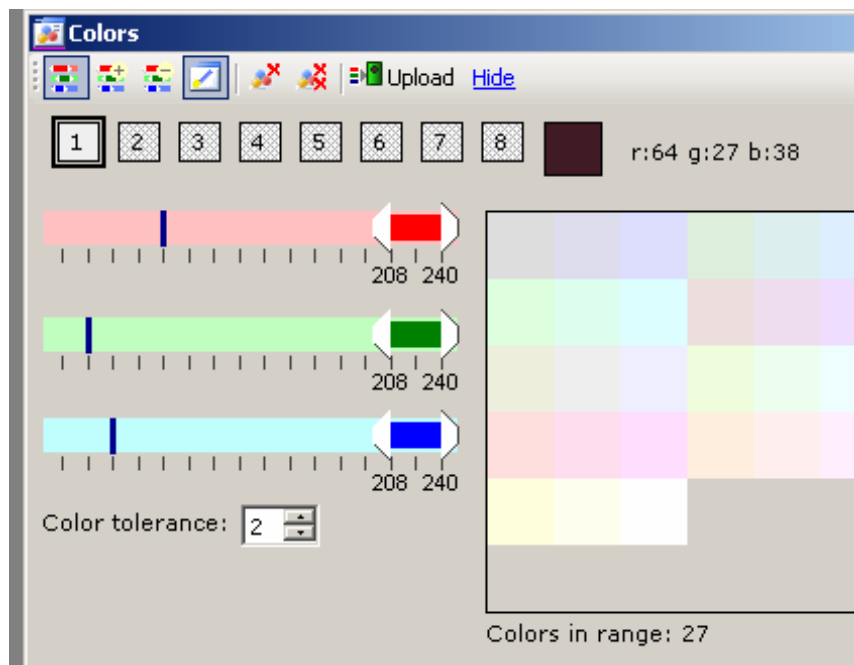 Colors
Upload Hide
1 2 3 4 5 6 7 8 r:64 g:27 b:38
208 240
208 240
208 240
Color tolerance: 2
Colors in range: 27